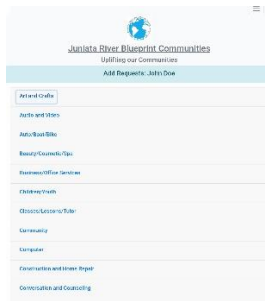 Juniata River Blueprint Communities
Uplifting our Communities
Add Requests: John Doe
Art and Crafts
Audio and Video
Auto/Boat/Bike
Beauty/Cosmetic/Spa
Business/Office Services
Children/Youth
Classes/Lessons/Tutor
Community
Computer
Construction and Home Repair
Conversation and Counseling